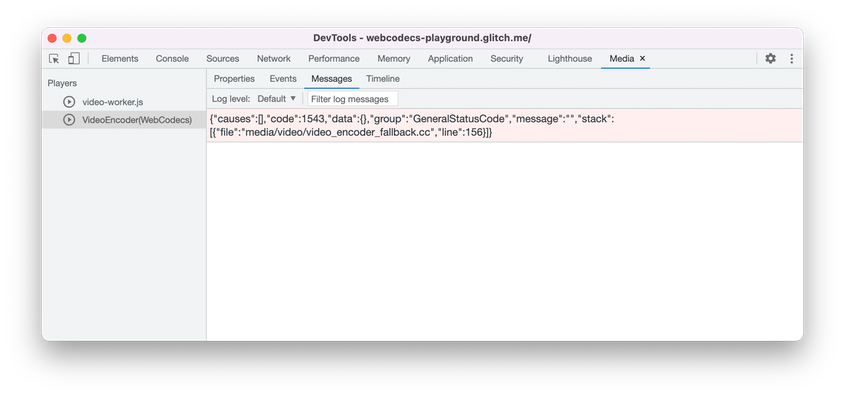 DevTools - webcodecs-playground.glitch.me/
Elements Console Sources Network Performance Memory Application Security Lighthouse Media ×
Players
video-worker.js
VideoEncoder(WebCodecs)
Properties Events Messages Timeline
Log level: Default ▼ Filter log messages
{"causes":[],"code":1543,"data":{},"group":"GeneralStatusCode","message":"","stack":
[{"file":"media/video/video_encoder_fallback.cc","line":156}]}